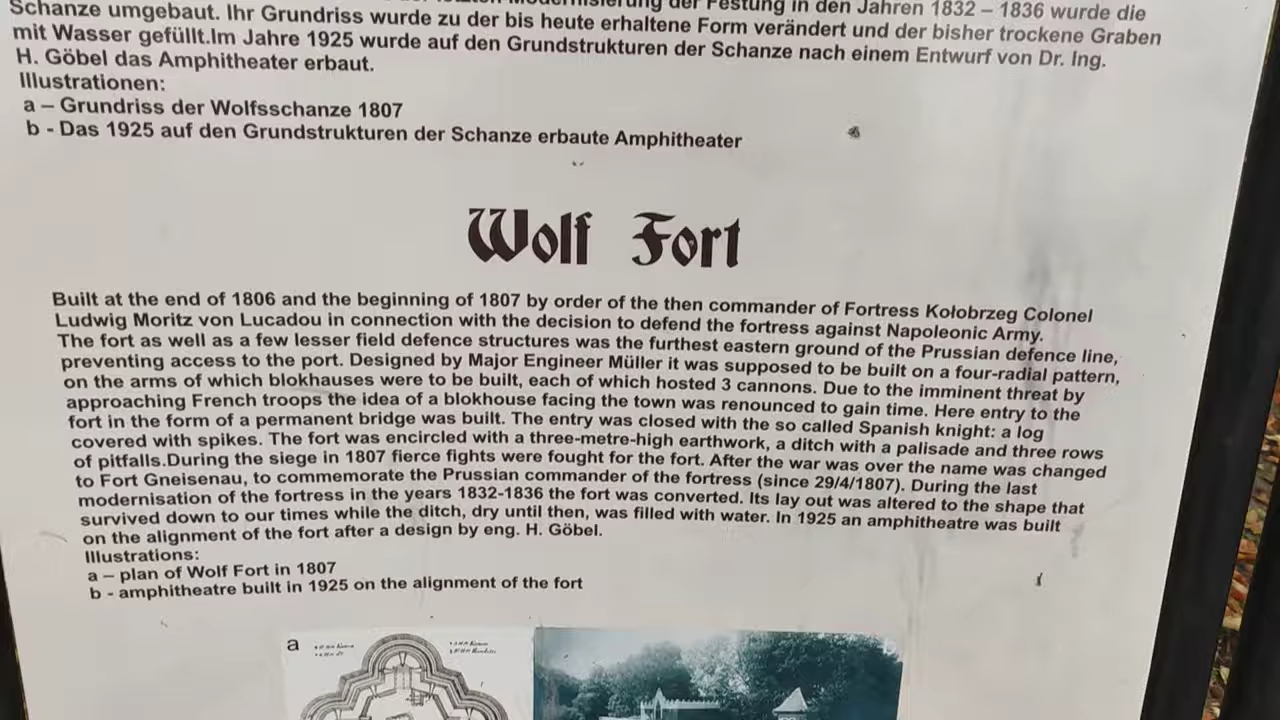 Schanze umgebaut. Ihr Grundriss wurde zu der bis heute erhaltene Form verändert und der bisher trockene Graben
mit Wasser gefüllt.Im Jahre 1925 wurde auf den Grundstrukturen der Schanze nach einem Entwurf von Dr. Ing.
H. Göbel das Amphitheater erbaut.
Illustrationen:
a – Grundriss der Wolfsschanze 1807
b - Das 1925 auf den Grundstrukturen der Schanze erbaute Amphitheater
Wolf Fort
Built at the end of 1806 and the beginning of 1807 by order of the then commander of Fortress Kołobrzeg Colonel
Ludwig Moritz von Lucadou in connection with the decision to defend the fortress against Napoleonic Army.
The fort as well as a few lesser field defence structures was the furthest eastern ground of the Prussian defence line,
preventing access to the port. Designed by Major Engineer Müller it was supposed to be built on a four-radial pattern,
on the arms of which blokhauses were to be built, each of which hosted 3 cannons. Due to the imminent threat by
approaching French troops the idea of a blokhouse facing the town was renounced to gain time. Here entry to the
fort in the form of a permanent bridge was built. The entry was closed with the so called Spanish knight: a log
covered with spikes. The fort was encircled with a three-metre-high earthwork, a ditch with a palisade and three rows
of pitfalls.During the siege in 1807 fierce fights were fought for the fort. After the war was over the name was changed
to Fort Gneisenau, to commemorate the Prussian commander of the fortress (since 29/4/1807). During the last
modernisation of the fortress in the years 1832-1836 the fort was converted. Its lay out was altered to the shape that
survived down to our times while the ditch, dry until then, was filled with water. In 1925 an amphitheatre was built
on the alignment of the fort after a design by eng. H. Göbel.
Illustrations:
a – plan of Wolf Fort in 1807
b - amphitheatre built in 1925 on the alignment of the fort
a